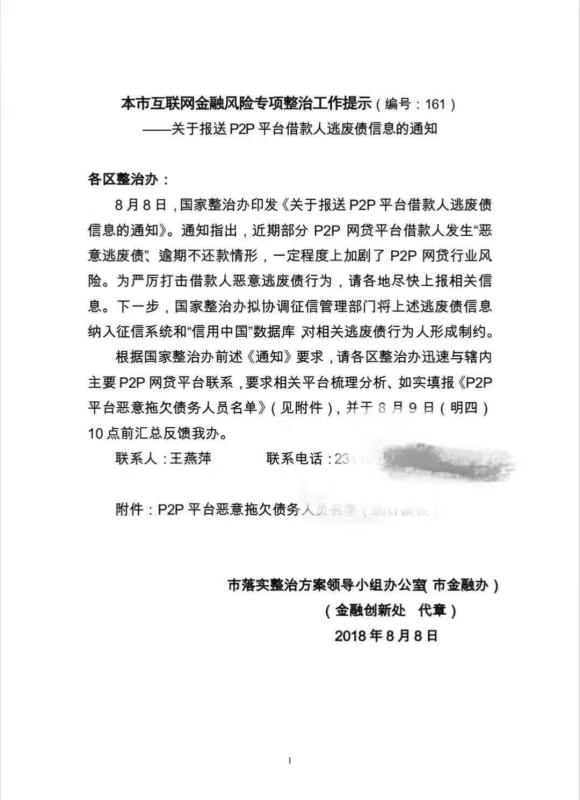 本市互联网金融风险专项整治工作提示（编号：161）
——关于报送 P2P 平台借款人逃废债信息的通知
各区整治办：
8 月 8 日，国家整治办印发《关于报送 P2P 平台借款人逃废债
信息的通知》。通知指出，近期部分 P2P 网贷平台借款人发生“恶
意逃废债”、逾期不还款情形，一定程度上加剧了 P2P 网贷行业风
险。为严厉打击借款人恶意逃废债行为，请各地尽快上报相关信
息。下一步，国家整治办拟协调征信管理部门将上述逃废债信息
纳入征信系统和“信用中国”数据库，对相关逃废债行为人形成制约。
根据国家整治办前述《通知》要求，请各区整治办迅速与辖内
主要 P2P 网贷平台联系，要求相关平台梳理分析、如实填报《P2P
平台恶意拖欠债务人员名单》（见附件），并于 8 月 9 日（明四）
10 点前汇总反馈我办。
联系人：王燕萍 联系电话：23
附件：P2P 平台恶意拖欠债务人员名单
市落实整治方案领导小组办公室（市金融办）
（金融创新处 代章）
2018 年 8 月 8 日
1